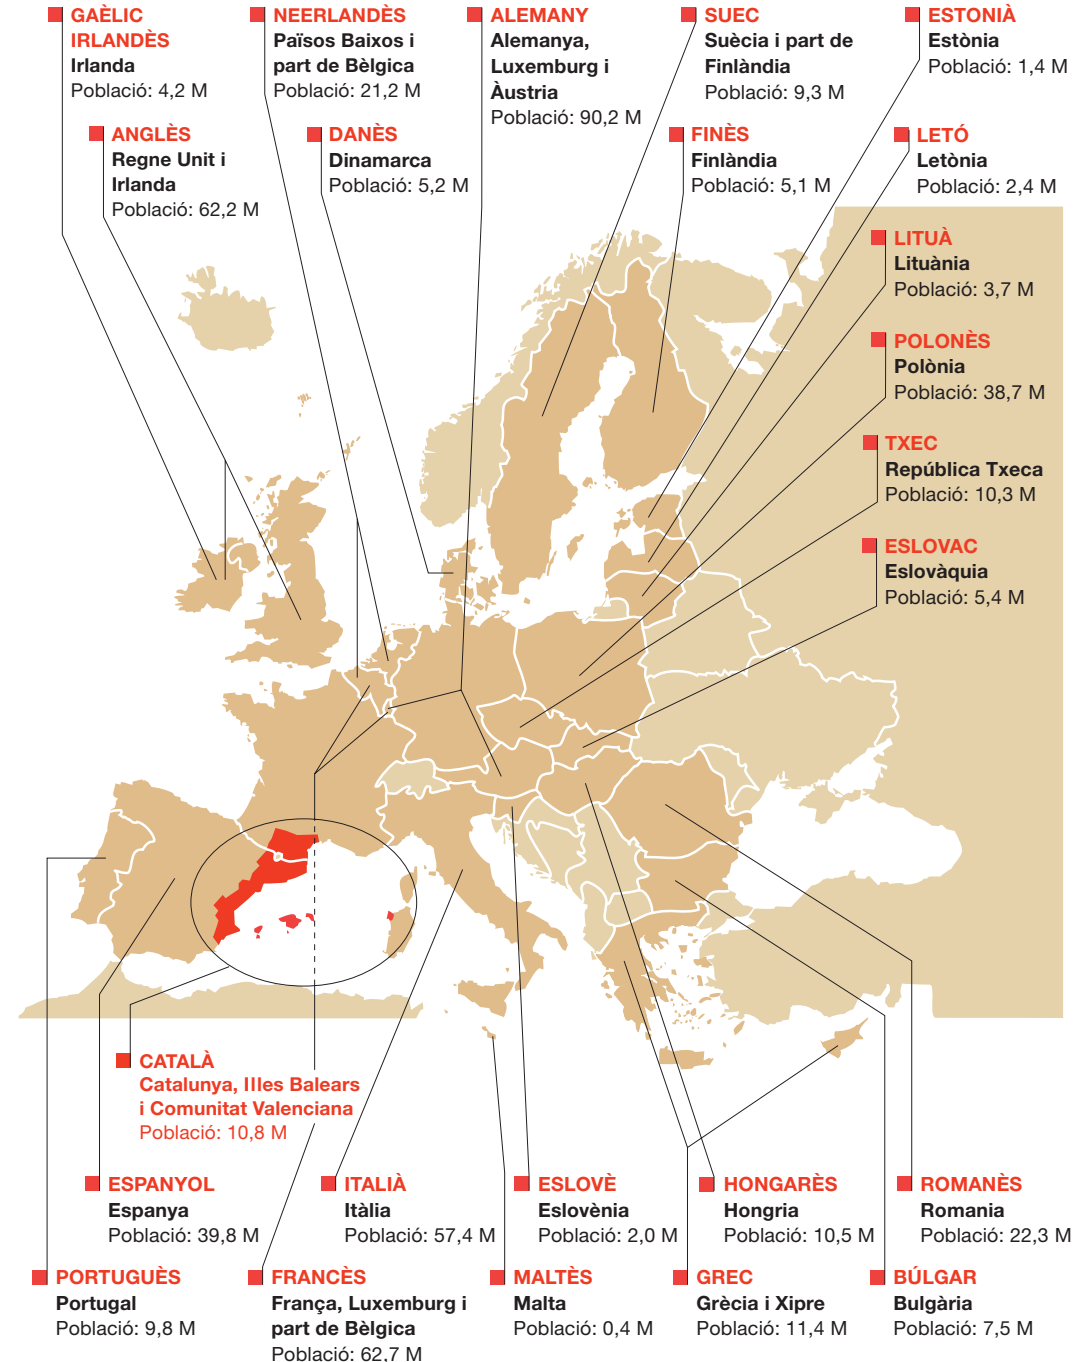 GAÈLIC
IRLANDÈS
Irlanda
Població: 4,2 M
NEERLANDÈS
Països Baixos i
part de Bèlgica
Població: 21,2 M
ALEMANY
Alemanya,
Luxemburg i
Àustria
Població: 90,2 M
SUEC
Suècia i part de
Finlàndia
Població: 9,3 M
ESTONIÀ
Estònia
Població: 1,4 M
ANGLÈS
Regne Unit i
Irlanda
Població: 62,2 M
DANÈS
Dinamarca
Població: 5,2 M
FINÈS
Finlàndia
Població: 5,1 M
LETÓ
Letònia
Població: 2,4 M
LITUÀ
Lituània
Població: 3,7 M
POLONÈS
Polònia
Població: 38,7 M
TXEC
República Txeca
Població: 10,3 M
ESLOVAC
Eslovàquia
Població: 5,4 M
CATALÀ
Catalunya, Illes Balears
i Comunitat Valenciana
Població: 10,8 M
ESPANYOL
Espanya
Població: 39,8 M
ITALIÀ
Itàlia
Població: 57,4 M
ESLOVÈ
Eslovènia
Població: 2,0 M
HONGARÈS
Hongria
Població: 10,5 M
ROMANÈS
Romania
Població: 22,3 M
PORTUGUÈS
Portugal
Població: 9,8 M
FRANCÈS
França, Luxemburg i
part de Bèlgica
Població: 62,7 M
MALTÈS
Malta
Població: 0,4 M
GREC
Grècia i Xipre
Població: 11,4 M
BÚLGAR
Bulgària
Població: 7,5 M